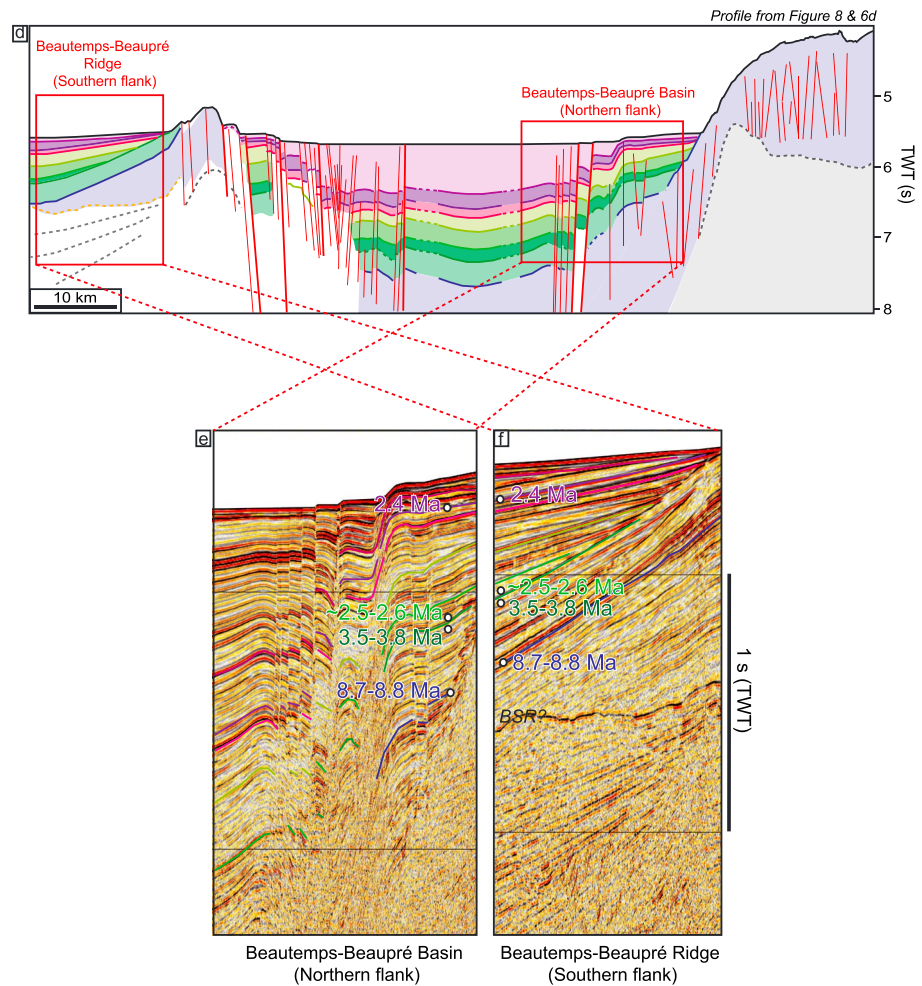 Profile from Figure 8 & 6d
d
Beautemps-Beaupré
Ridge
(Southern flank)
Beautemps-Beaupré Basin
(Northern flank)
5
6
7
8
TWT (s)
10 km
e
f
2.4 Ma
~2.5-2.6 Ma
3.5-3.8 Ma
8.7-8.8 Ma
2.4 Ma
~2.5-2.6 Ma
3.5-3.8 Ma
8.7-8.8 Ma
BSR?
1 s (TWT)
Beautemps-Beaupré Basin
(Northern flank)
Beautemps-Beaupré Ridge
(Southern flank)